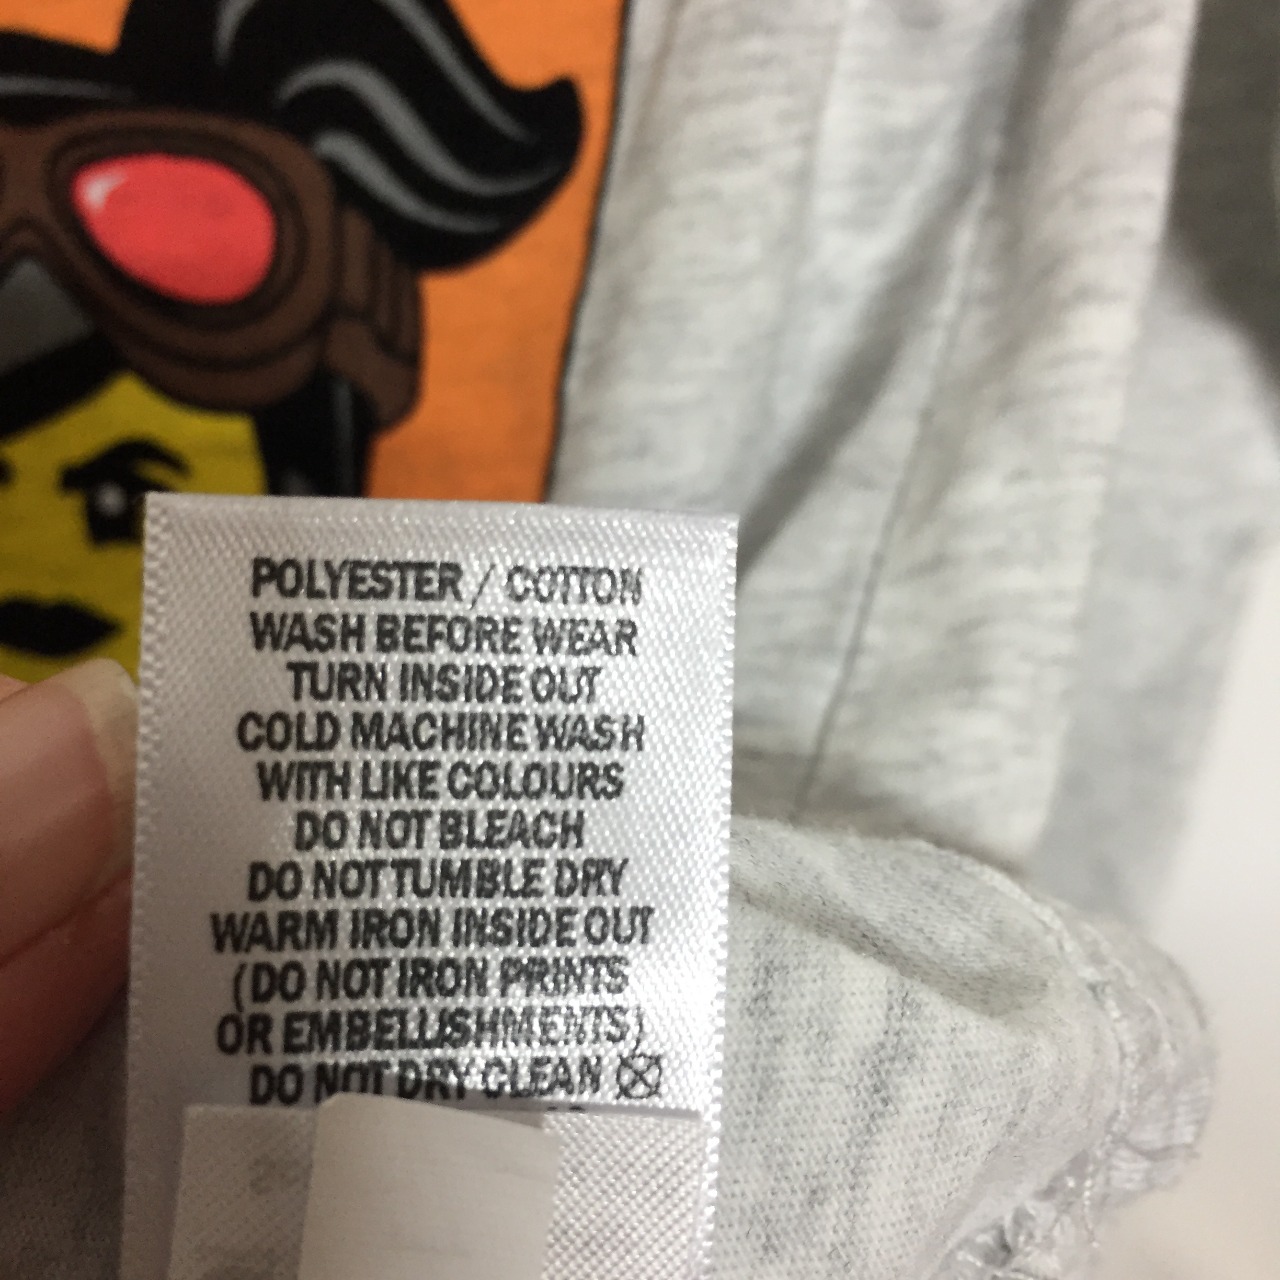 POLYESTER / COTTON
WASH BEFORE WEAR
TURN INSIDE OUT
COLD MACHINE WASH
WITH LIKE COLOURS
DO NOT BLEACH
DO NOT TUMBLE DRY
WARM IRON INSIDE OUT
(DO NOT IRON PRINTS
OR EMBELLISHMENTS)
DO NOT DRY CLEAN